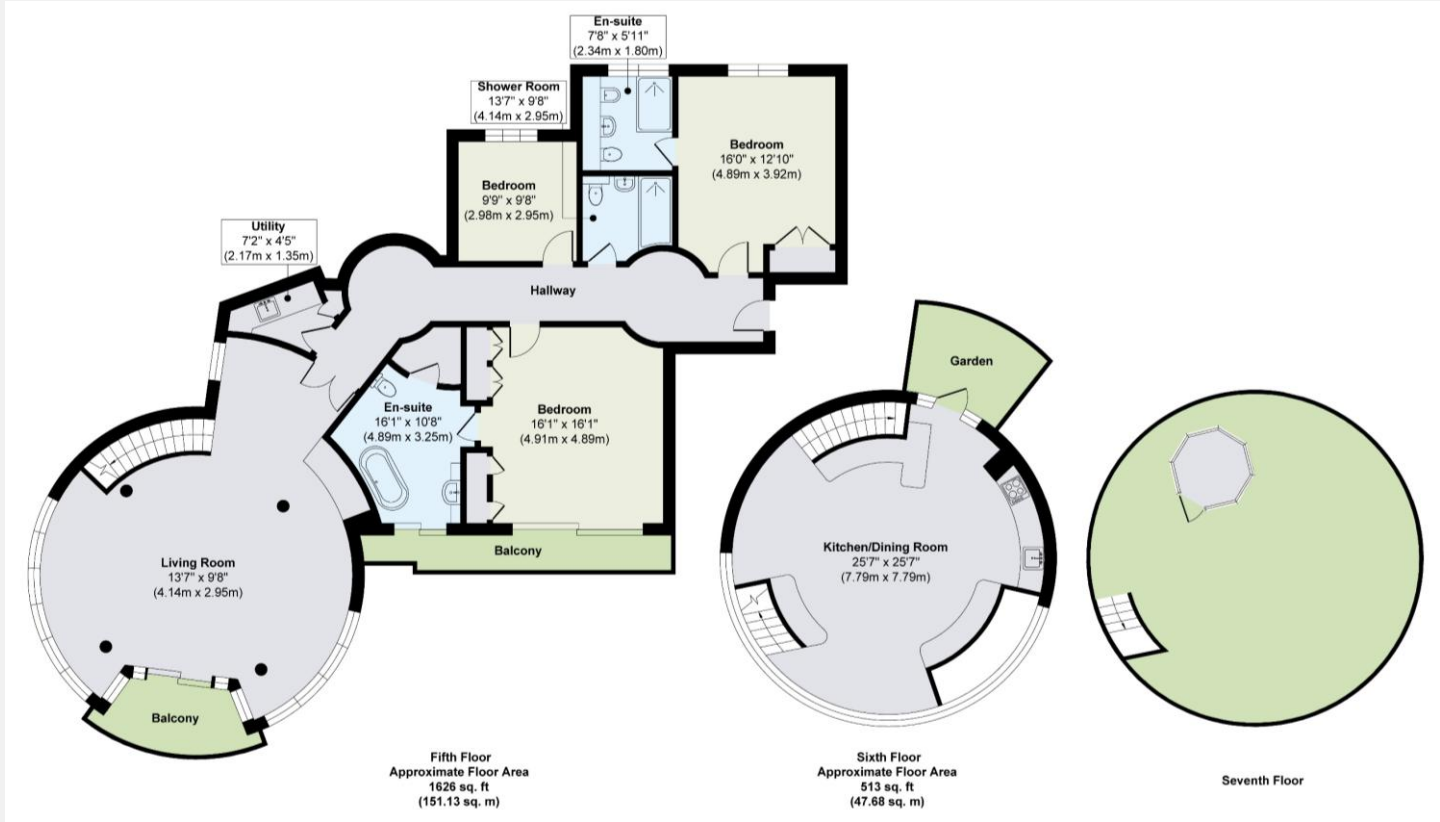 En-suite
7'8" x 5'11"
(2.34m x 1.80m)
Shower Room
13'7" x 9'8"
(4.14m x 2.95m)
Bedroom
16'0" x 12'10"
(4.89m x 3.92m)
Bedroom
9'9" x 9'8"
(2.98m x 2.95m)
Utility
7'2" x 4'5"
(2.17m x 1.35m)
Hallway
En-suite
16'1" x 10'8"
(4.89m x 3.25m)
Bedroom
16'1" x 16'1"
(4.91m x 4.89m)
Balcony
Living Room
13'7" x 9'8"
(4.14m x 2.95m)
Balcony
Fifth Floor
Approximate Floor Area
1626 sq. ft
(151.13 sq. m)
Garden
Kitchen/Dining Room
25'7" x 25'7"
(7.79m x 7.79m)
Sixth Floor
Approximate Floor Area
513 sq. ft
(47.68 sq. m)
Seventh Floor